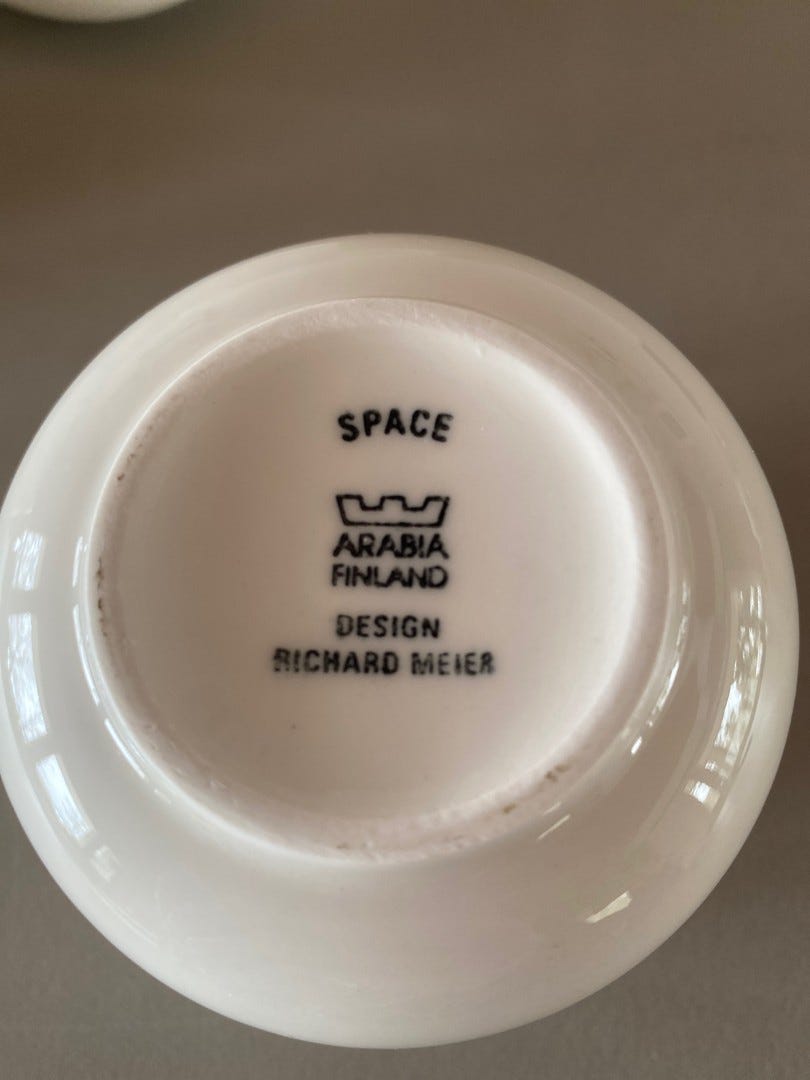 SPACE
ARABIA
FINLAND
DESIGN
RICHARD MEIER